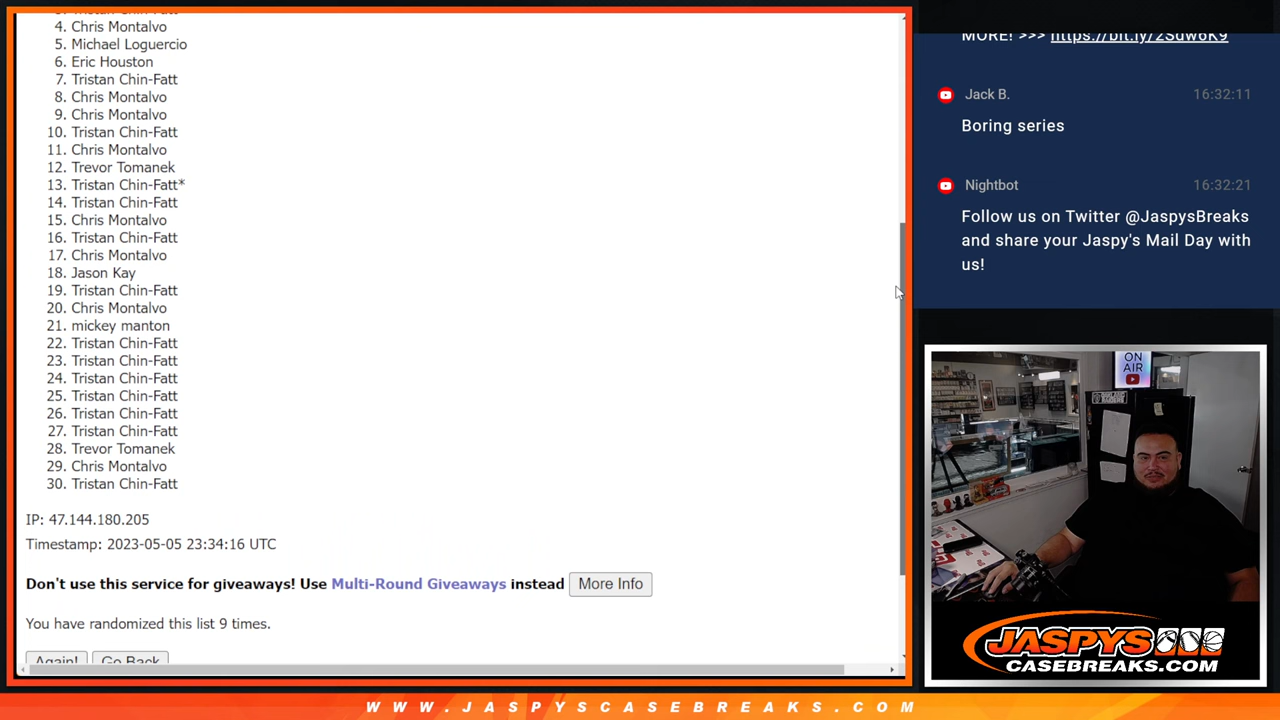 4. Chris Montalvo
5. Michael Loguercio
6. Eric Houston
7. Tristan Chin-Fatt
8. Chris Montalvo
9. Chris Montalvo
10. Tristan Chin-Fatt
11. Chris Montalvo
12. Trevor Tomanek
13. Tristan Chin-Fatt*
14. Tristan Chin-Fatt
15. Chris Montalvo
16. Tristan Chin-Fatt
17. Chris Montalvo
18. Jason Kay
19. Tristan Chin-Fatt
20. Chris Montalvo
21. mickey manton
22. Tristan Chin-Fatt
23. Tristan Chin-Fatt
24. Tristan Chin-Fatt
25. Tristan Chin-Fatt
26. Tristan Chin-Fatt
27. Tristan Chin-Fatt
28. Trevor Tomanek
29. Chris Montalvo
30. Tristan Chin-Fatt
IP: 47.144.180.205
Timestamp: 2023-05-05 23:34:16 UTC
Don't use this service for giveaways! Use Multi-Round Giveaways instead More Info
You have randomized this list 9 times.
Again! Go Back
MORE! >>> https://bit.ly/2Sdw6K9
Jack B. 16:32:11
Boring series
Nightbot 16:32:21
Follow us on Twitter @JaspysBreaks
and share your Jaspy's Mail Day with
us!
ON
AIR
JASPYS
CASEBREAKS.COM
WWW.JASPYSCASEBREAKS.COM